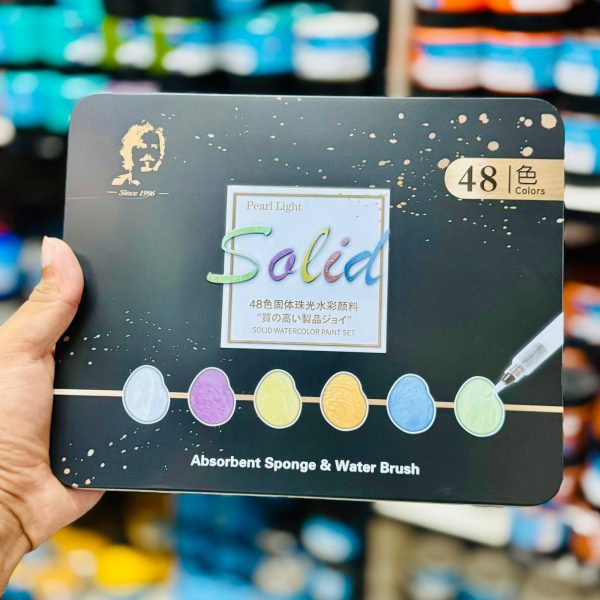 Since 1996
48 色
Colors
Pearl Light
Solid
48色固体珠光水彩颜料
“質の高い製品ジョイ”
SOLID WATERCOLOR PAINT SET
Absorbent Sponge & Water Brush